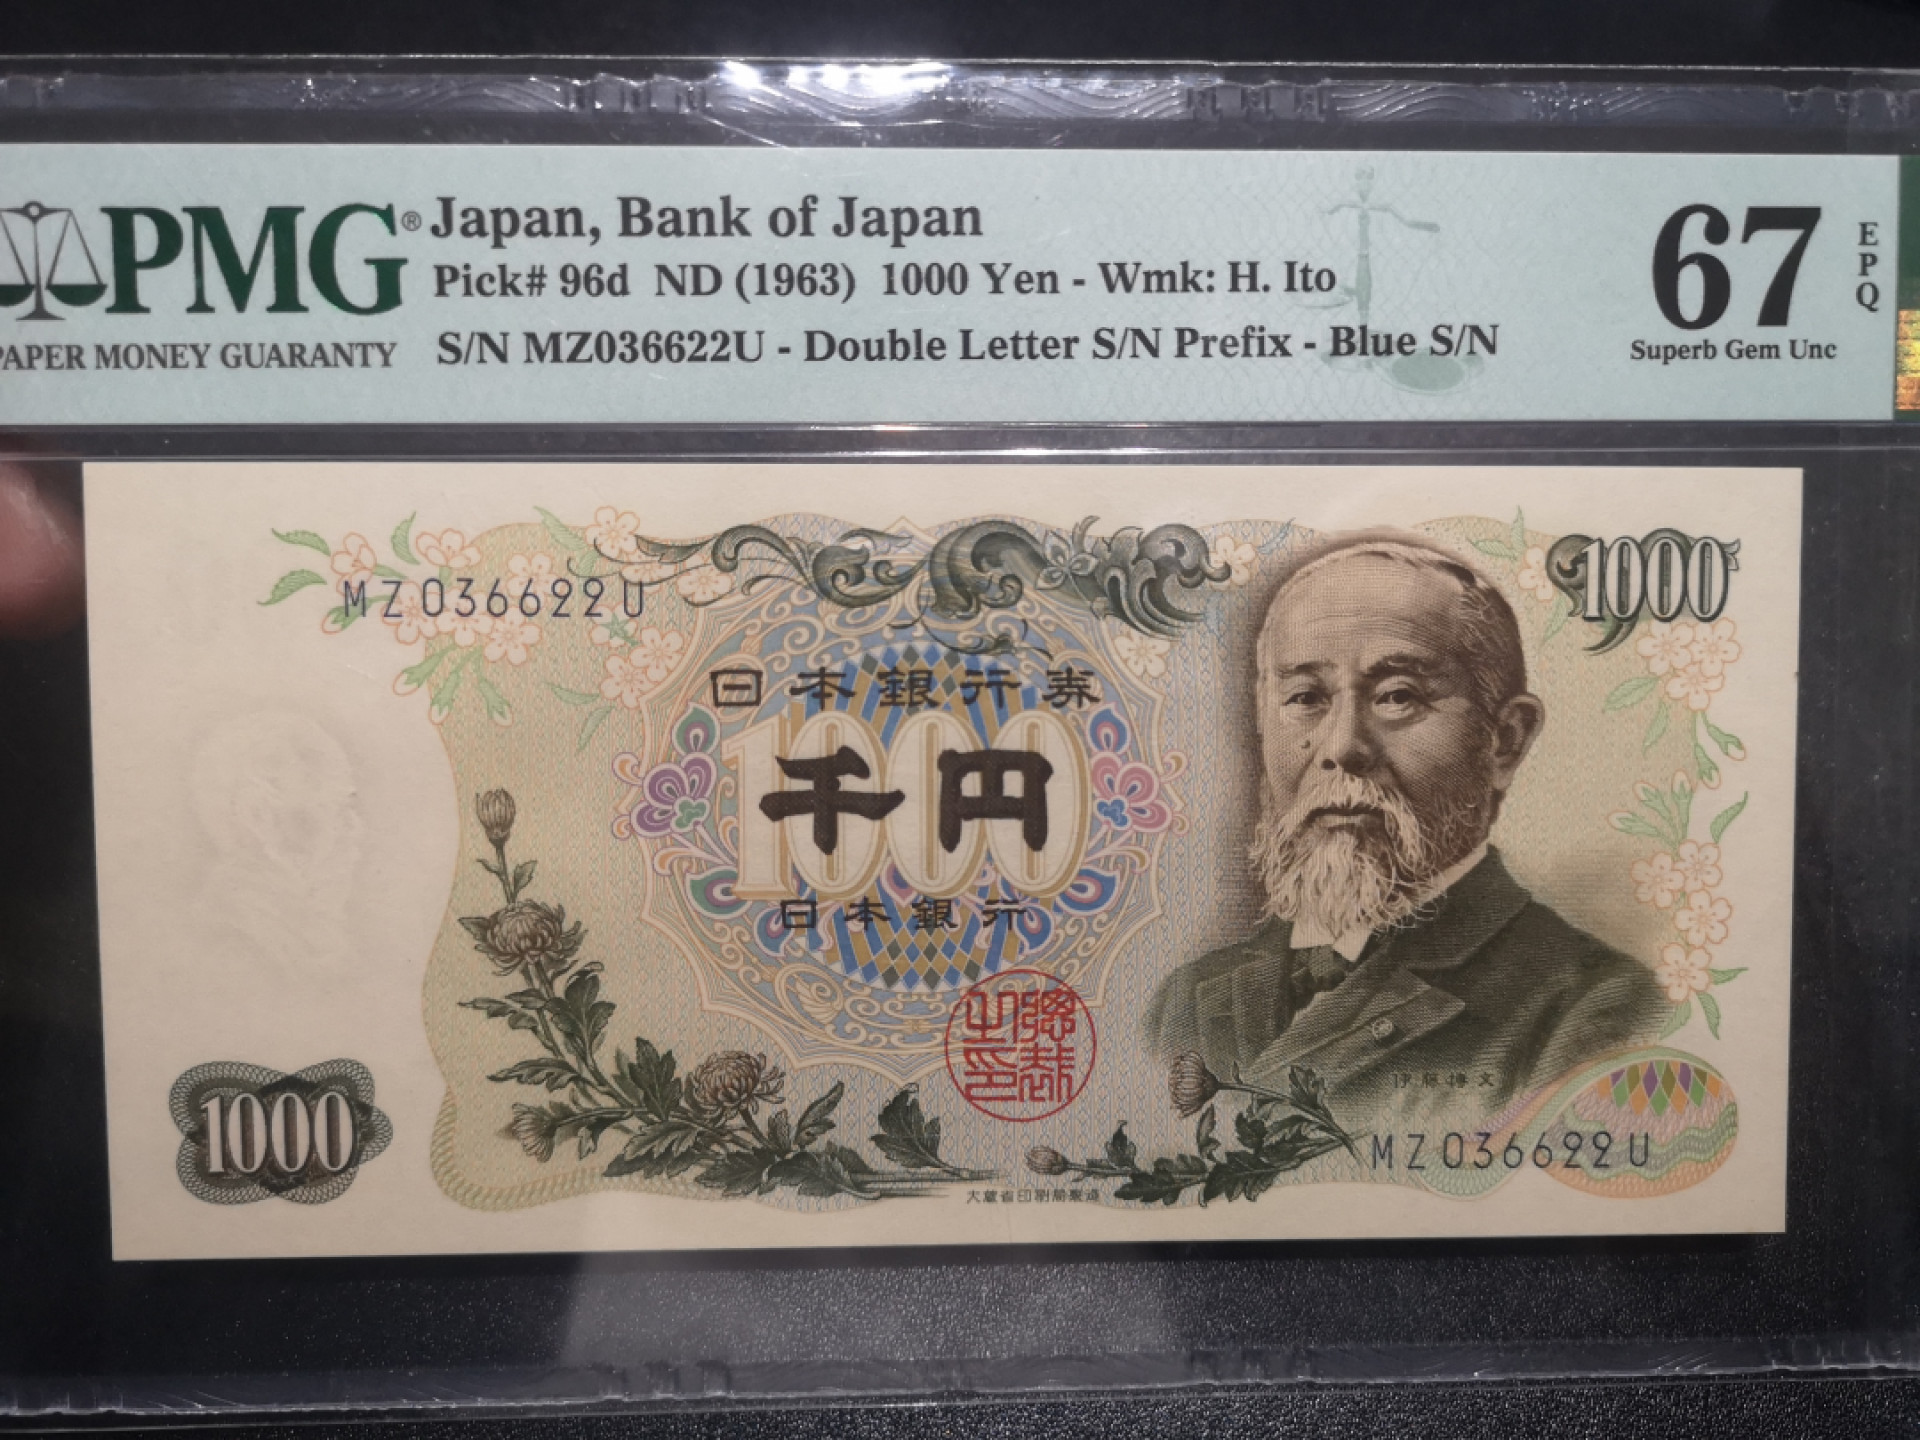 PMG® Japan, Bank of Japan
Pick# 96d ND (1963) 1000 Yen - Wmk: H. Ito
PAPER MONEY GUARANTY
S/N MZ036622U - Double Letter S/N Prefix - Blue S/N
67 EPQ
Superb Gem Unc
1000
MZ036622U
日本銀行券
1000
千円
日本銀行
伊藤博文
1000
MZ036622U
大蔵省印刷局製造